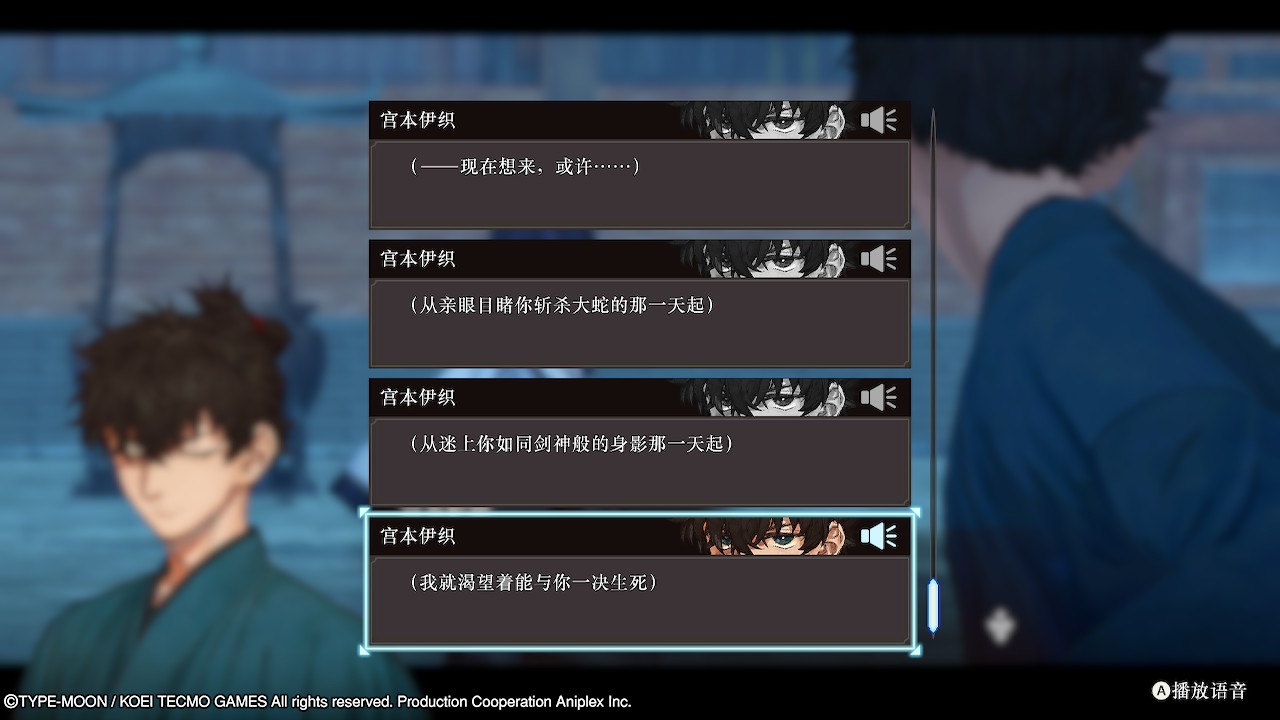 宫本伊织
(——现在想来，或许……)
宫本伊织
(从亲眼目睹你斩杀大蛇的那一天起)
宫本伊织
(从迷上你如同剑神般的身影那一天起)
宫本伊织
(我就渴望着能与你一决生死)
©TYPE-MOON / KOEI TECMO GAMES All rights reserved. Production Cooperation Aniplex Inc.
A播放语音